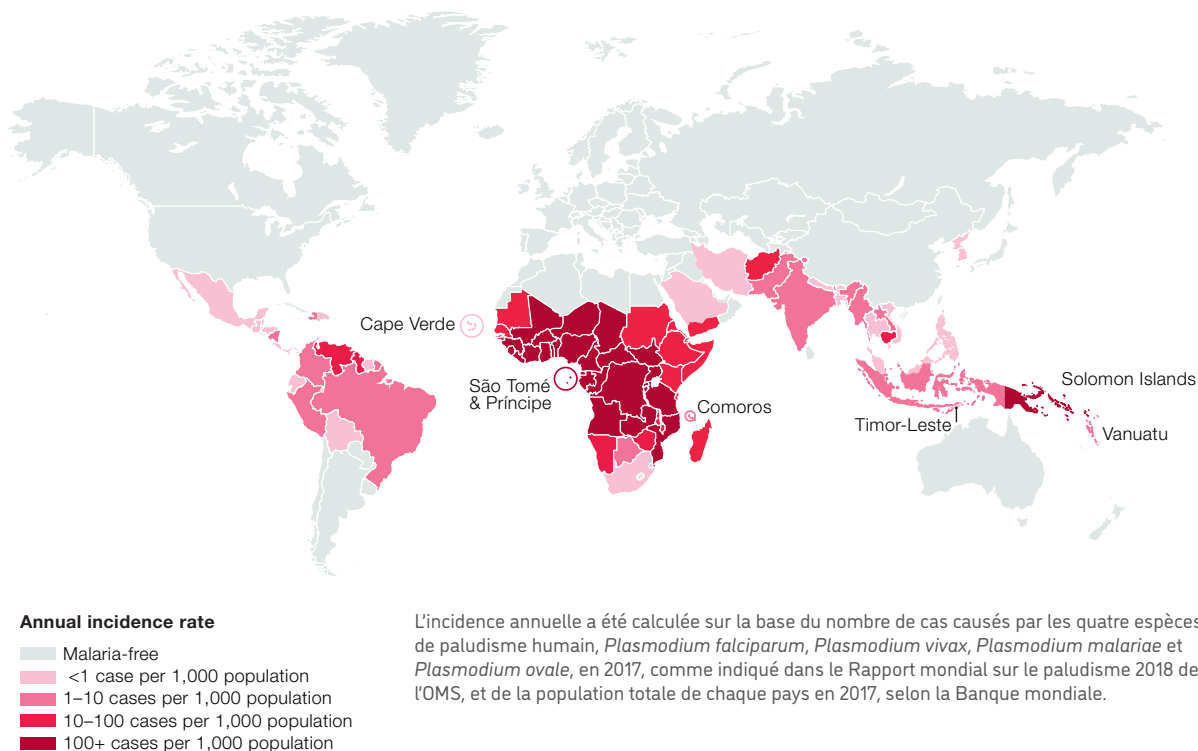 Cape Verde
São Tomé
& Príncipe
Comoros
Solomon Islands
Timor-Leste
Vanuatu
Annual incidence rate
Malaria-free
<1 case per 1,000 population
1–10 cases per 1,000 population
10–100 cases per 1,000 population
100+ cases per 1,000 population
L'incidence annuelle a été calculée sur la base du nombre de cas causés par les quatre espèces
de paludisme humain, Plasmodium falciparum, Plasmodium vivax, Plasmodium malariae et
Plasmodium ovale, en 2017, comme indiqué dans le Rapport mondial sur le paludisme 2018 de
l'OMS, et de la population totale de chaque pays en 2017, selon la Banque mondiale.